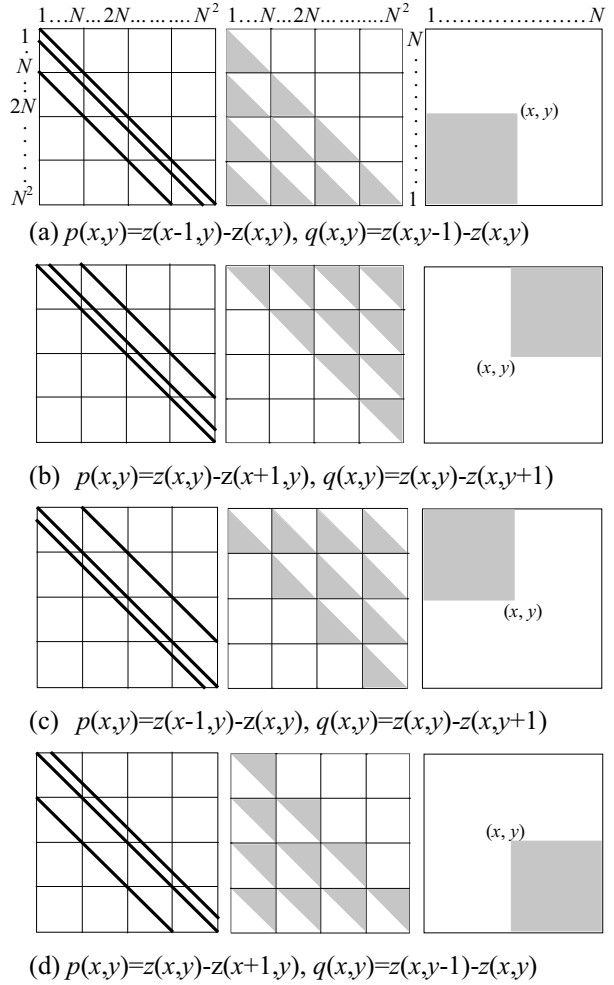 1...N...2N............N²
1...N...2N............N²
1......................N
1
N
2N
N²
N
1
(x, y)
(a) p(x,y)=z(x-1,y)-z(x,y), q(x,y)=z(x,y-1)-z(x,y)
(x, y)
(b) p(x,y)=z(x,y)-z(x+1,y), q(x,y)=z(x,y)-z(x,y+1)
(x, y)
(c) p(x,y)=z(x-1,y)-z(x,y), q(x,y)=z(x,y)-z(x,y+1)
(x, y)
(d) p(x,y)=z(x,y)-z(x+1,y), q(x,y)=z(x,y-1)-z(x,y)